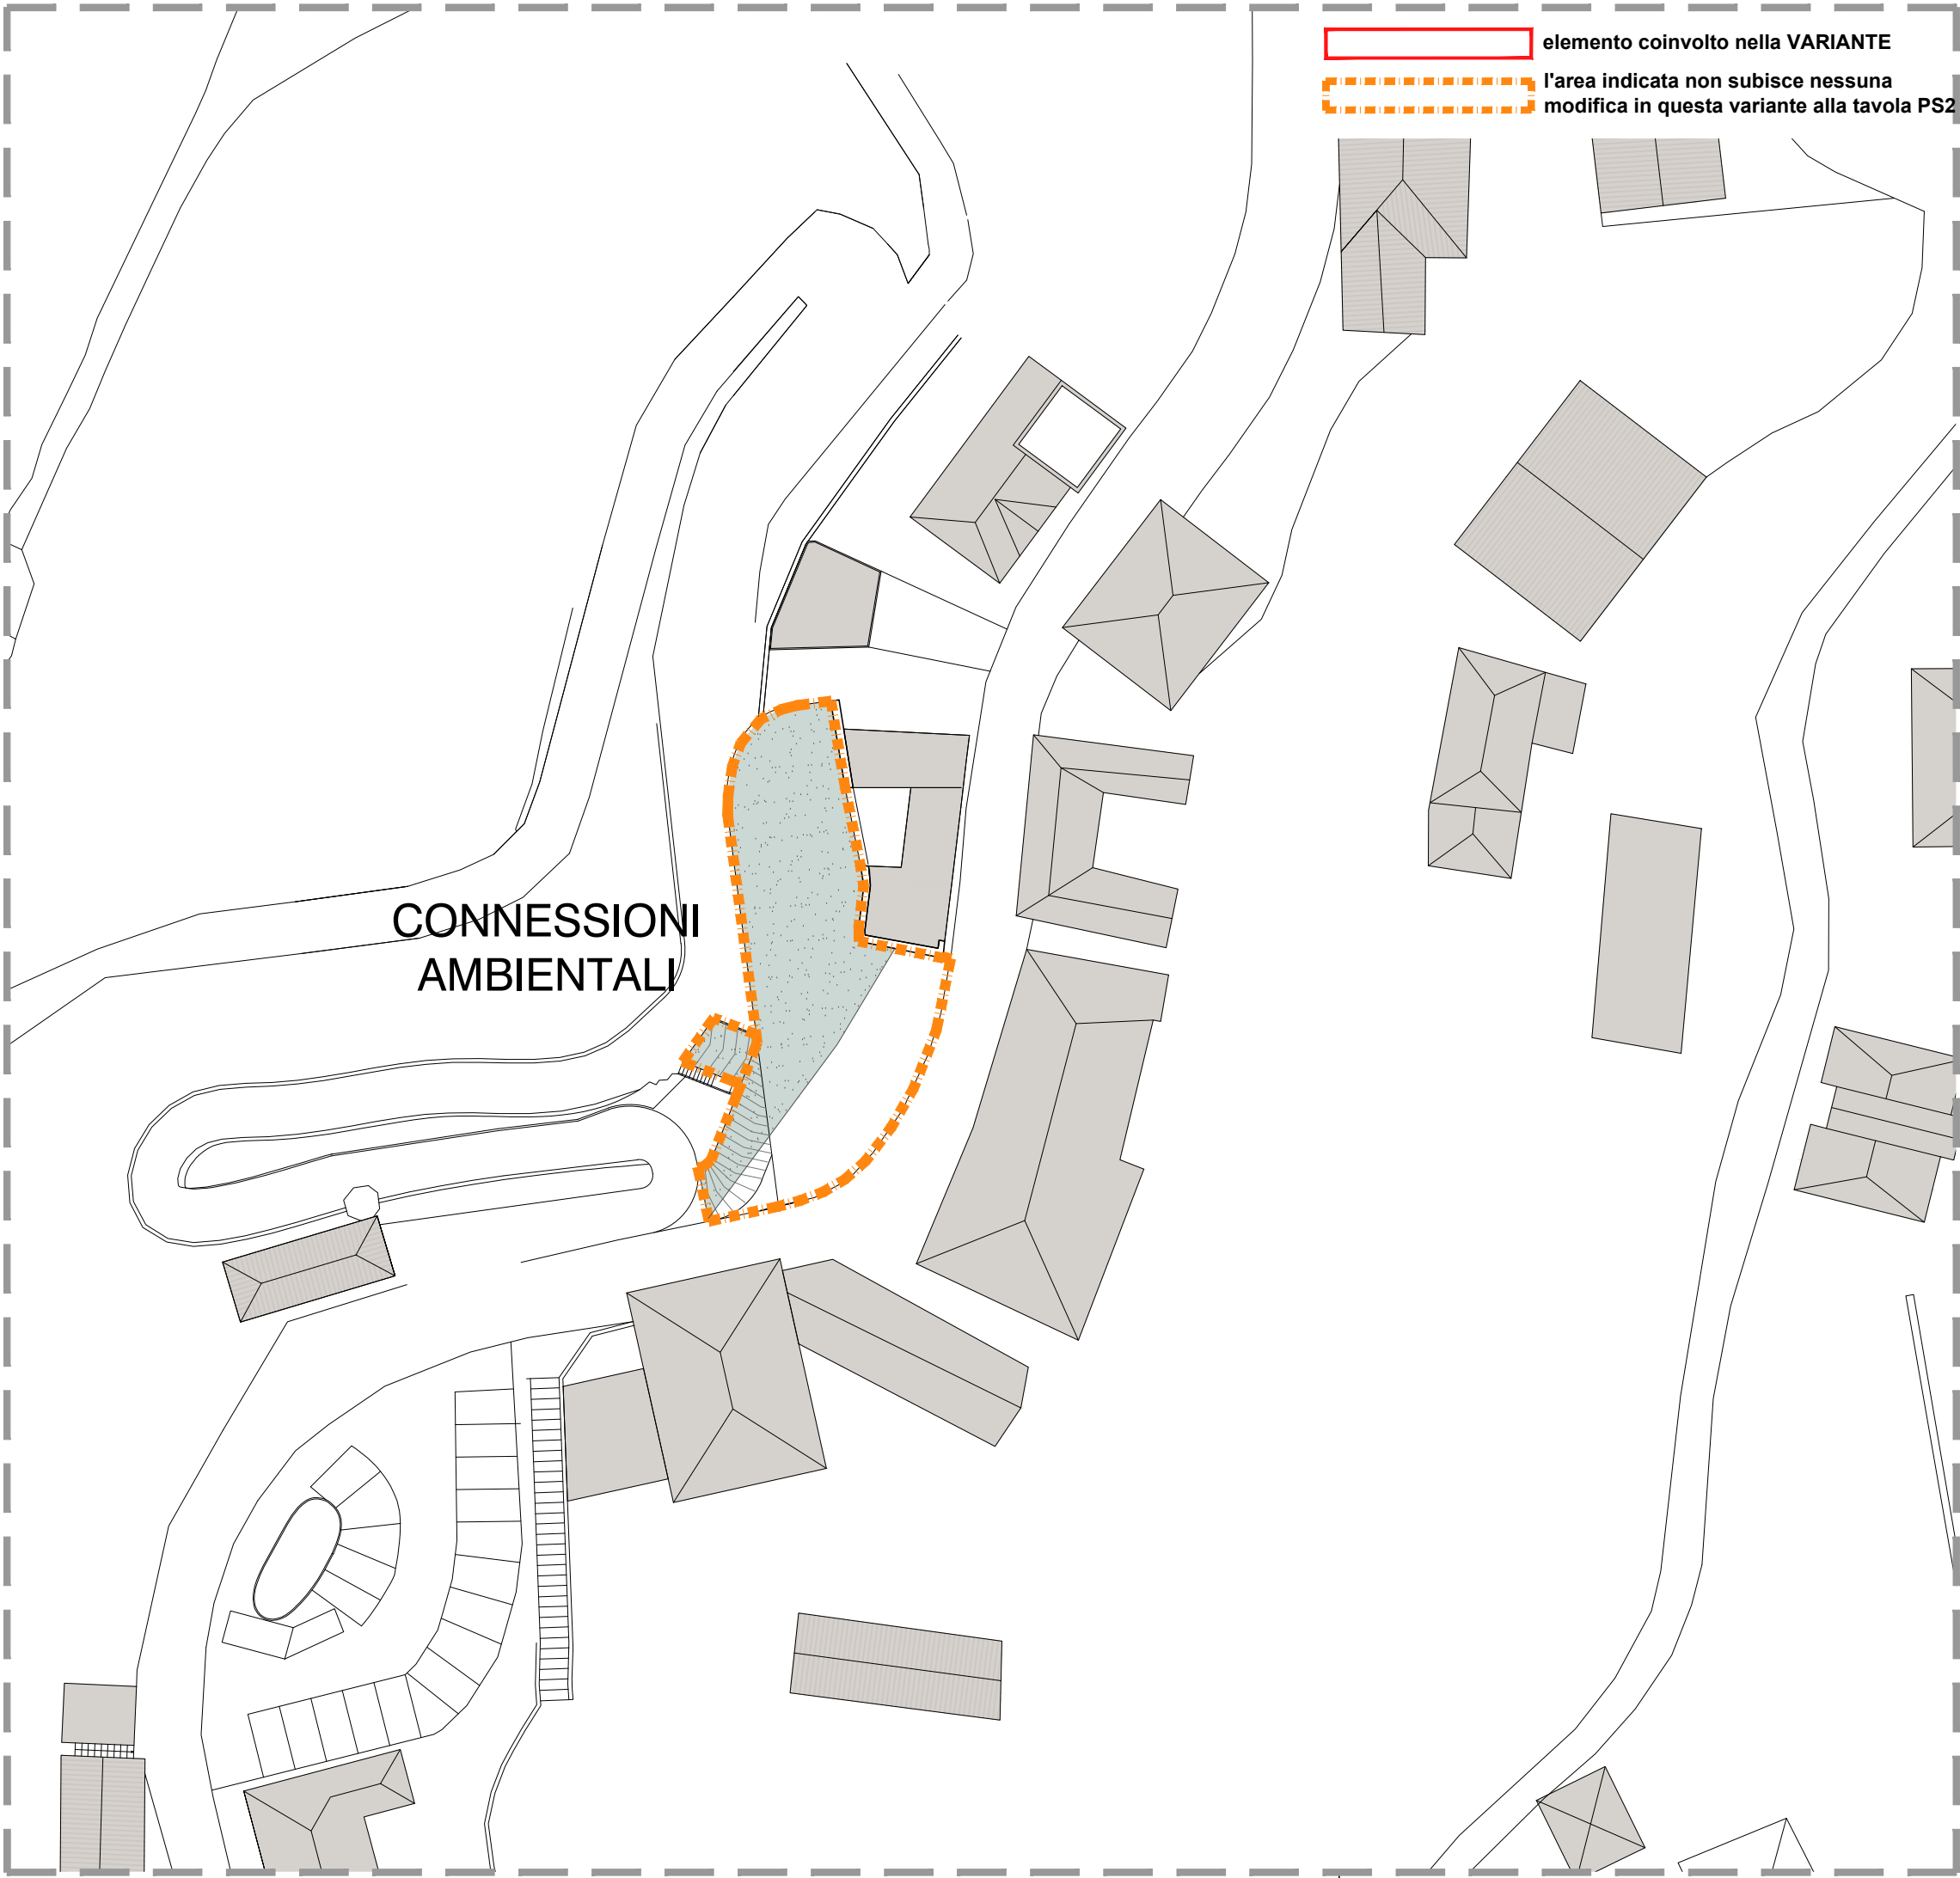 elemento coinvolto nella VARIANTE
l'area indicata non subisce nessuna
modifica in questa variante alla tavola PS2
CONNESSIONI
AMBIENTALI